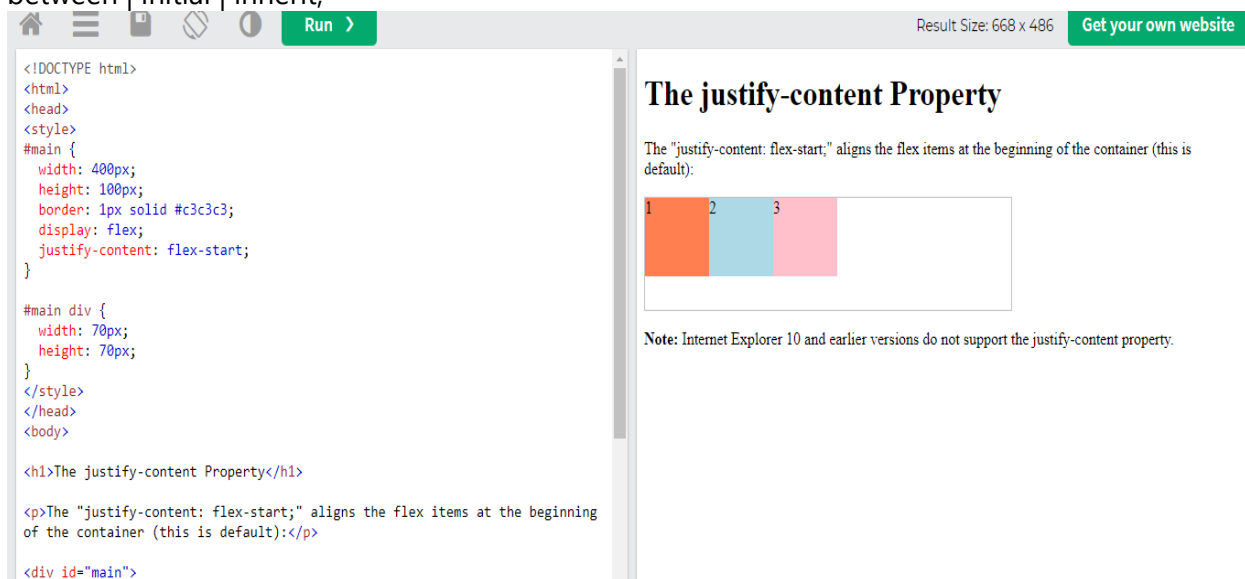 between | initial | inherit;
Run ❯
Result Size: 668 x 486
Get your own website
<!DOCTYPE html>
<html>
<head>
<style>
#main {
  width: 400px;
  height: 100px;
  border: 1px solid #c3c3c3;
  display: flex;
  justify-content: flex-start;
}
#main div {
  width: 70px;
  height: 70px;
}
</style>
</head>
<body>
<h1>The justify-content Property</h1>
<p>The "justify-content: flex-start;" aligns the flex items at the beginning
of the container (this is default):</p>
<div id="main">
The justify-content Property
The "justify-content: flex-start;" aligns the flex items at the beginning of the container (this is
default):
1 2 3
Note: Internet Explorer 10 and earlier versions do not support the justify-content property.